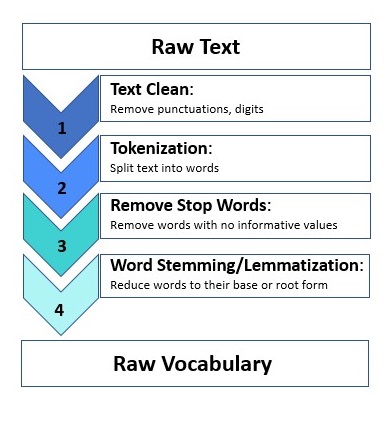 Raw Text
1
Text Clean:
Remove punctuations, digits
2
Tokenization:
Split text into words
3
Remove Stop Words:
Remove words with no informative values
4
Word Stemming/Lemmatization:
Reduce words to their base or root form
Raw Vocabulary